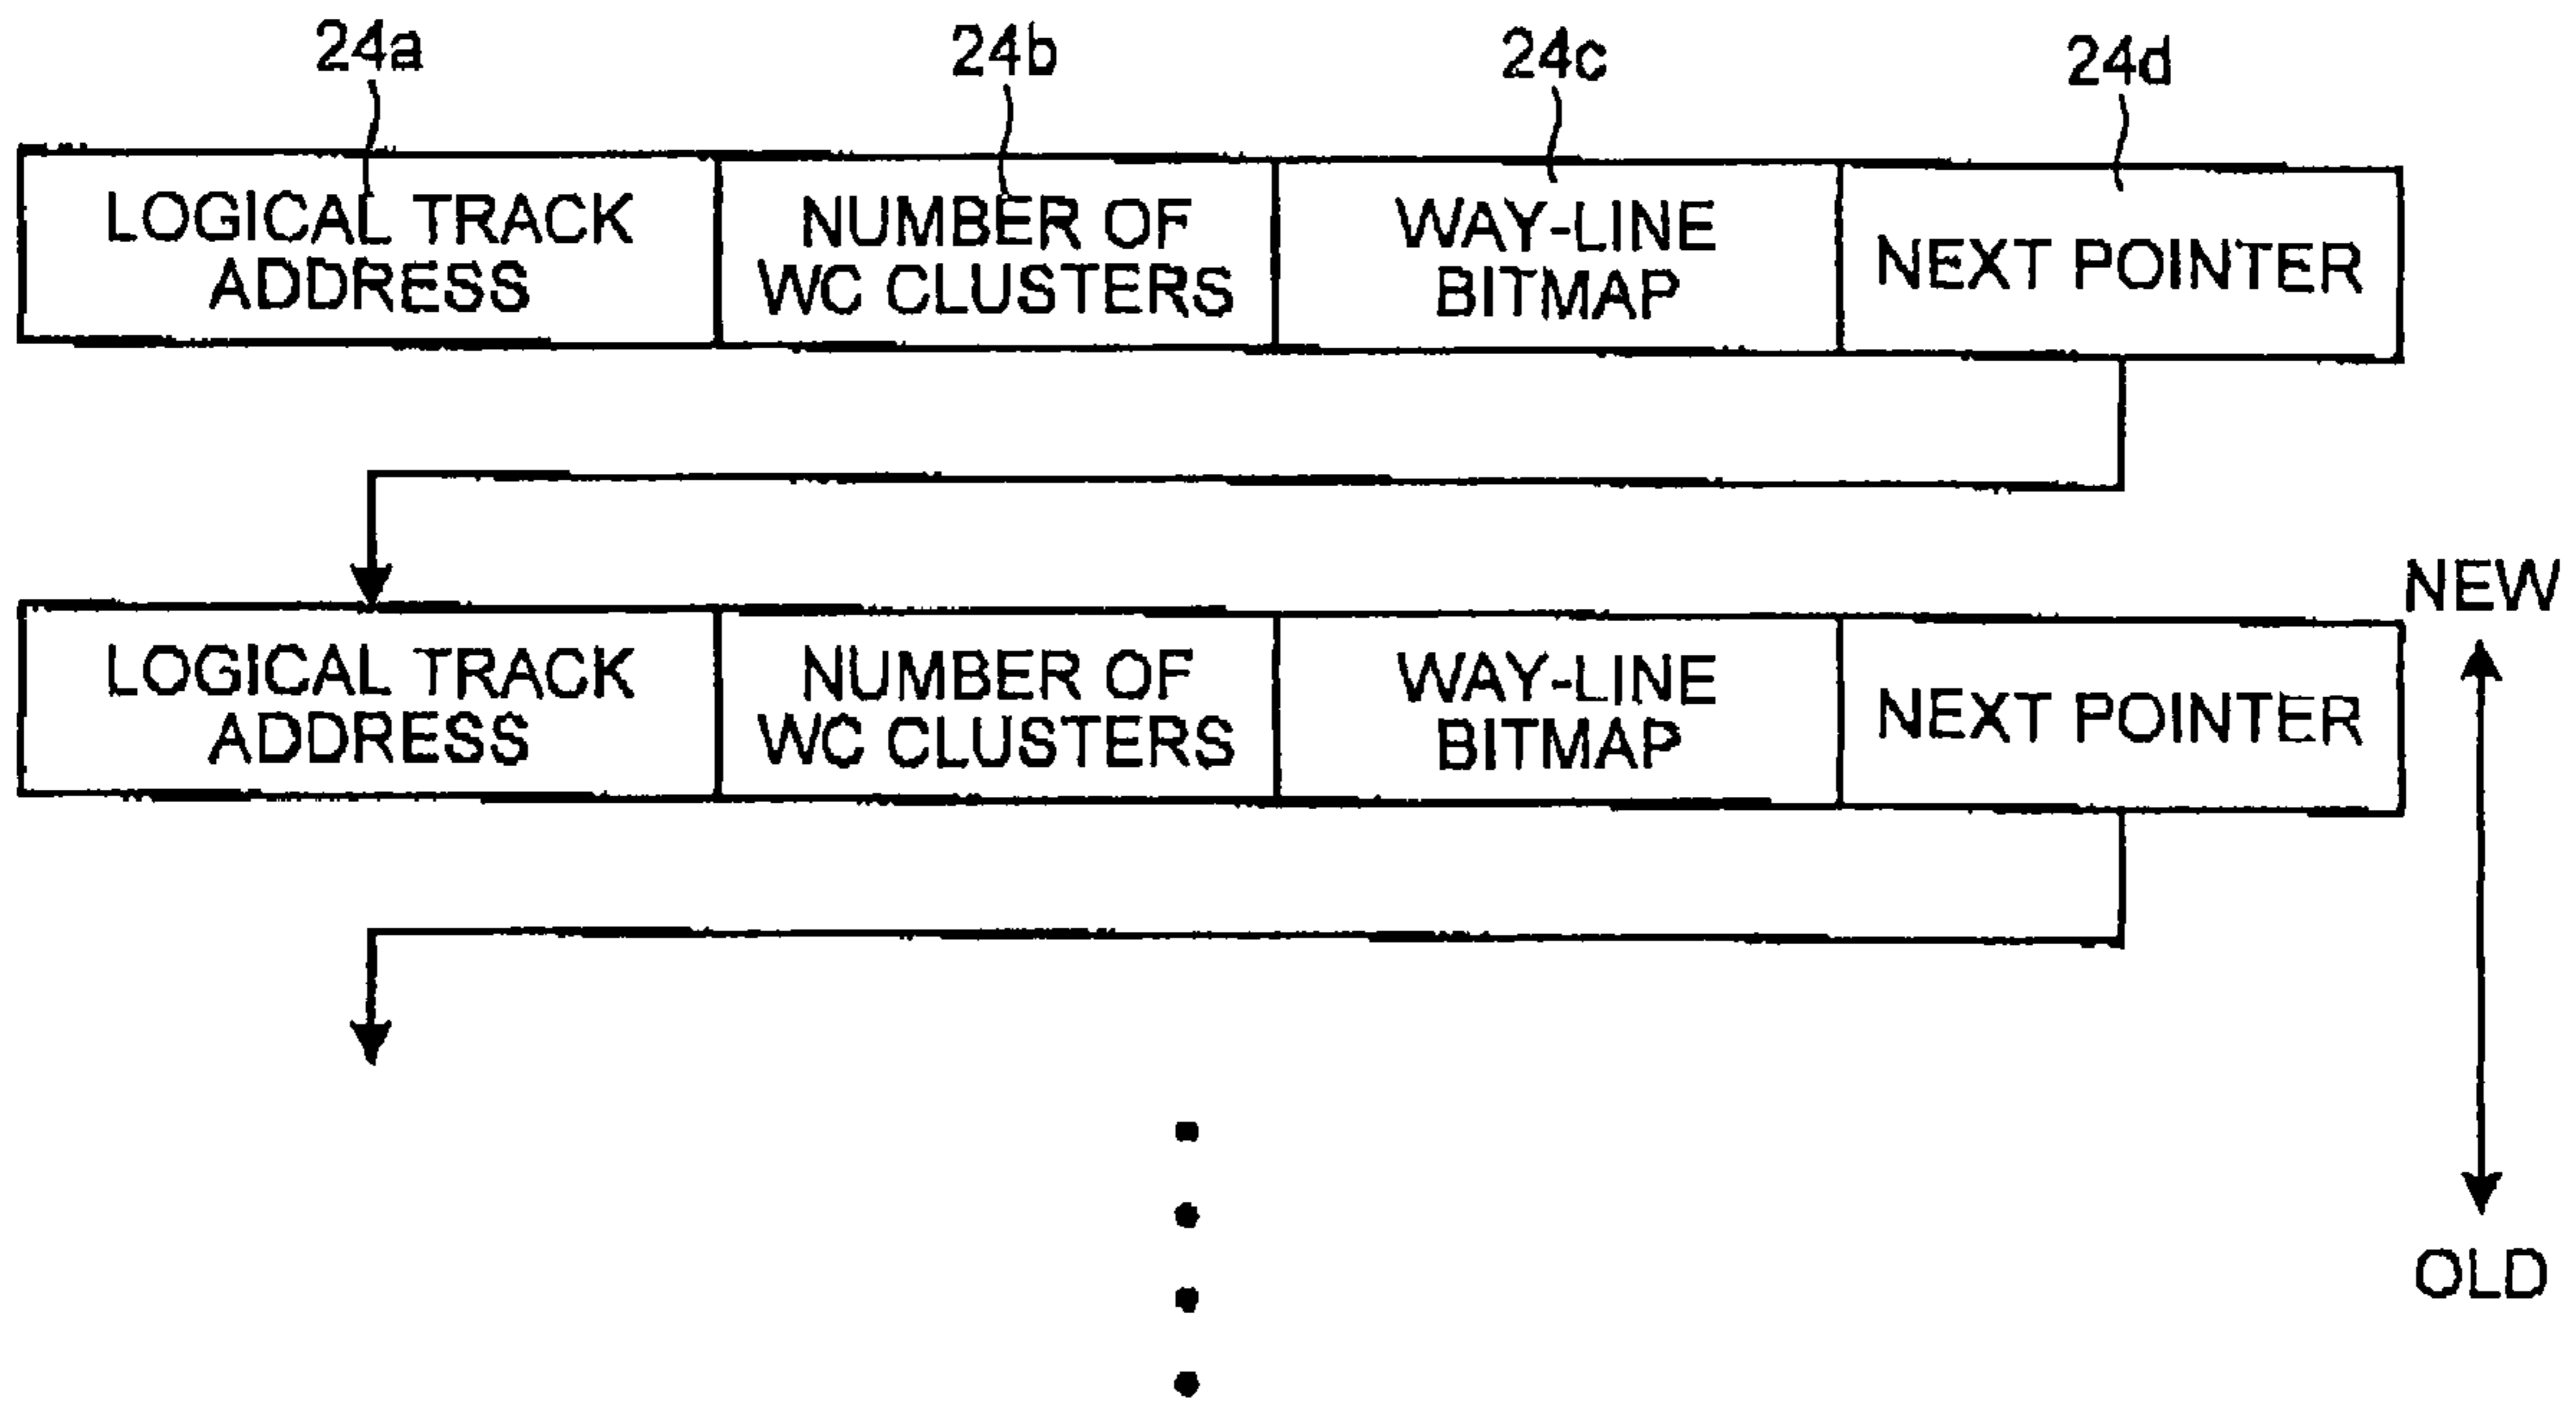 24a 24b 24c 24d
LOGICAL TRACK
ADDRESS
NUMBER OF
WC CLUSTERS
WAY-LINE
BITMAP
NEXT POINTER
NEW
LOGICAL TRACK
ADDRESS
NUMBER OF
WC CLUSTERS
WAY-LINE
BITMAP
NEXT POINTER
OLD